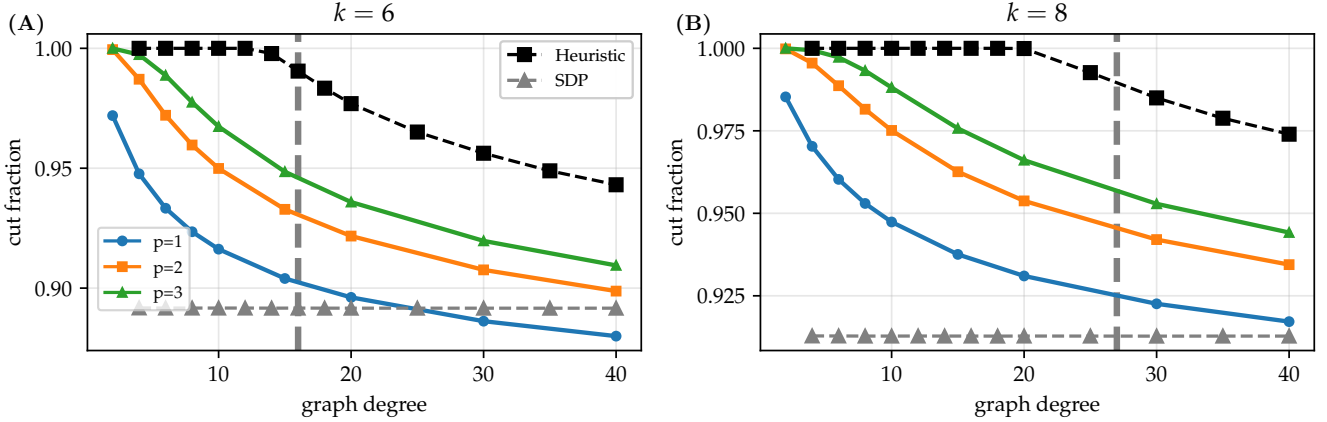 (A)
k = 6
cut fraction
1.00
0.95
0.90
Heuristic
SDP
p=1
p=2
p=3
10
20
30
40
graph degree
(B)
k = 8
cut fraction
1.000
0.975
0.950
0.925
10
20
30
40
graph degree